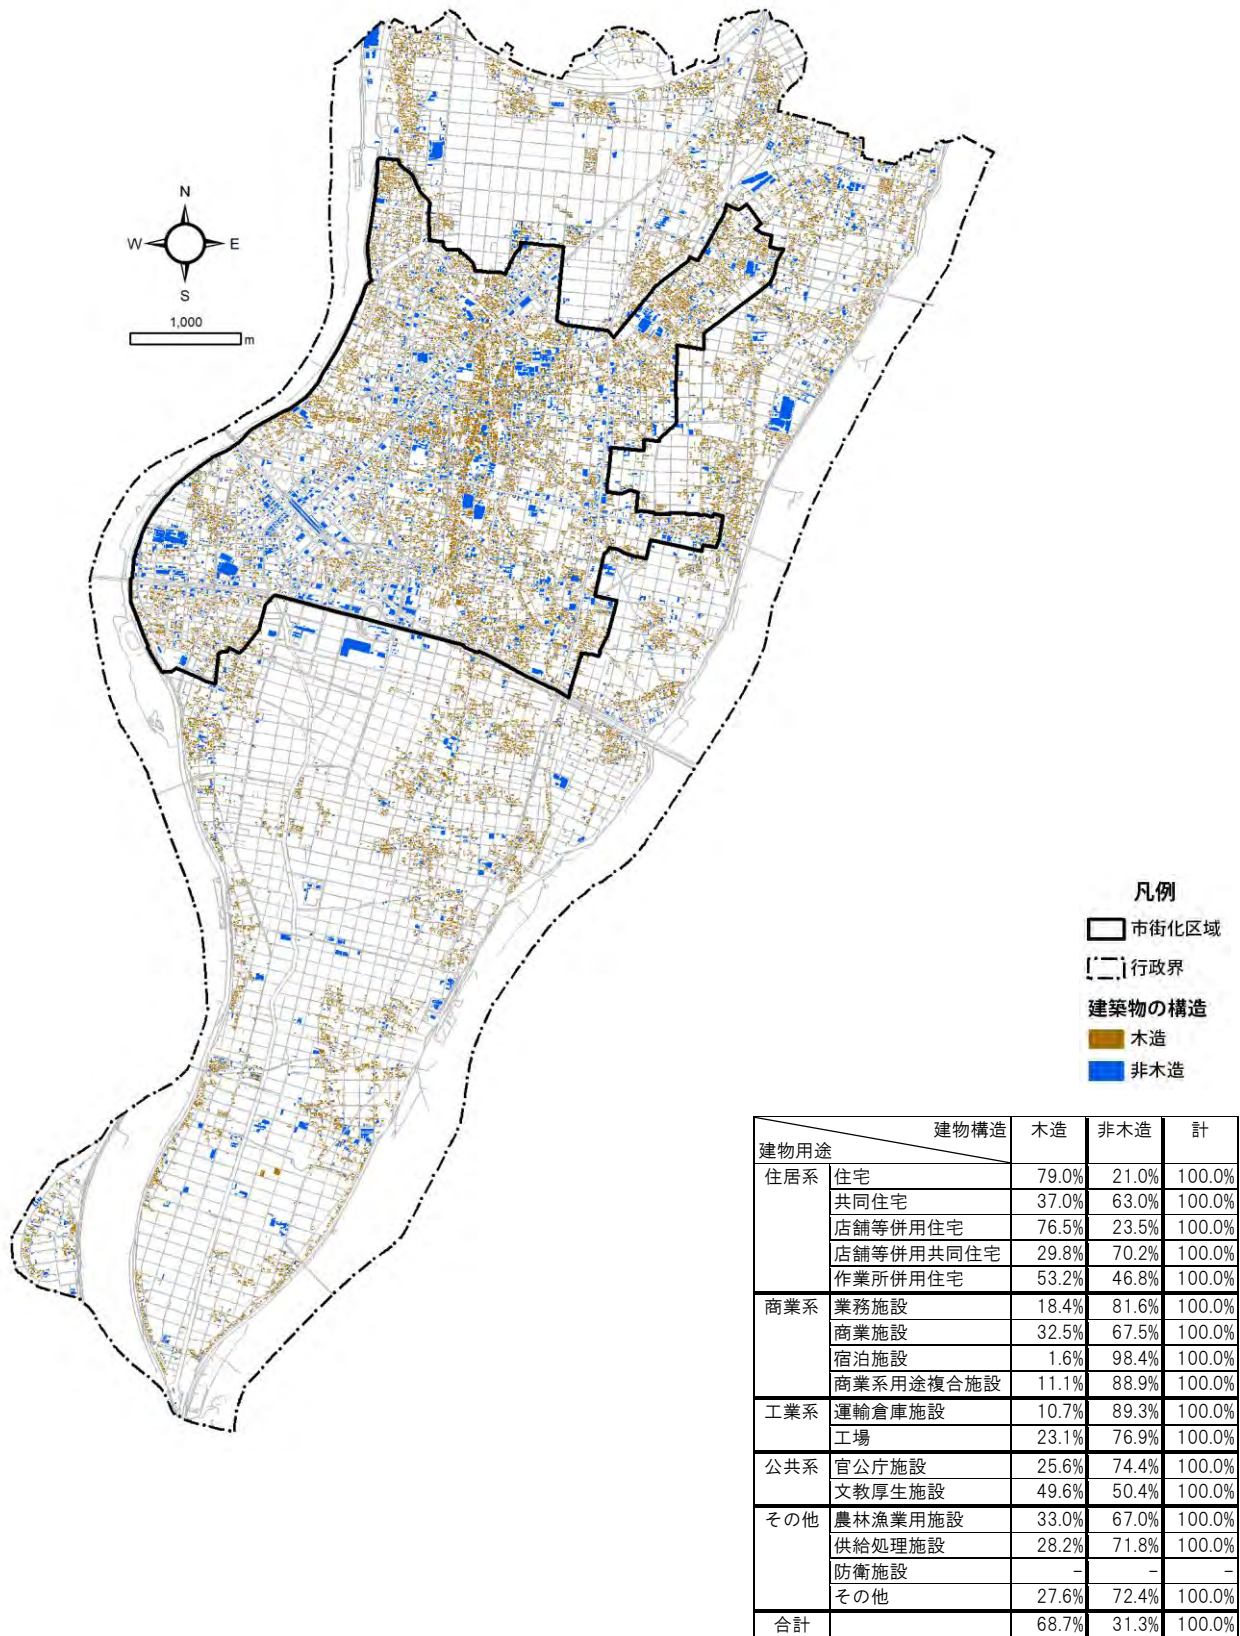 N
W E
S
1,000
m
凡例
市街化区域
行政界
建築物の構造
木造
非木造
建物構造 木造 非木造 計
建物用途
住居系 住宅 79.0% 21.0% 100.0%
共同住宅 37.0% 63.0% 100.0%
店舗等併用住宅 76.5% 23.5% 100.0%
店舗等併用共同住宅 29.8% 70.2% 100.0%
作業所併用住宅 53.2% 46.8% 100.0%
商業系 業務施設 18.4% 81.6% 100.0%
商業施設 32.5% 67.5% 100.0%
宿泊施設 1.6% 98.4% 100.0%
商業系用途複合施設 11.1% 88.9% 100.0%
工業系 運輸倉庫施設 10.7% 89.3% 100.0%
工場 23.1% 76.9% 100.0%
公共系 官公庁施設 25.6% 74.4% 100.0%
文教厚生施設 49.6% 50.4% 100.0%
その他 農林漁業用施設 33.0% 67.0% 100.0%
供給処理施設 28.2% 71.8% 100.0%
防衛施設 − − −
その他 27.6% 72.4% 100.0%
合計 68.7% 31.3% 100.0%